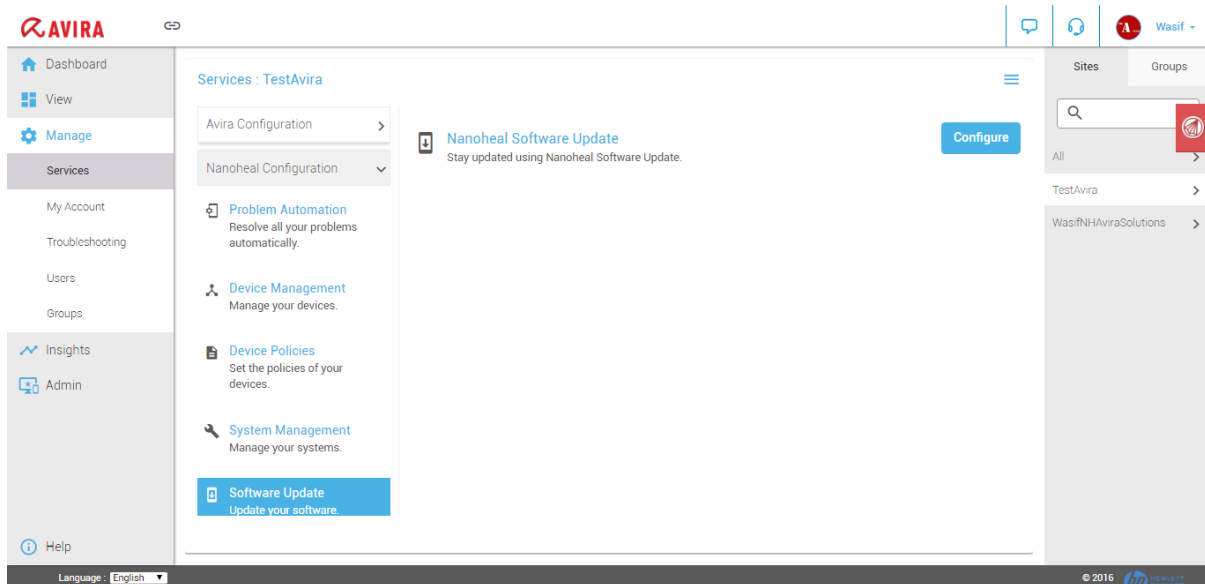 AVIRA
Wasif
Dashboard
View
Manage
Services
My Account
Troubleshooting
Users
Groups
Insights
Admin
Help
Services : TestAvira
Avira Configuration
Nanoheal Configuration
Problem Automation
Resolve all your problems
automatically.
Device Management
Manage your devices.
Device Policies
Set the policies of your
devices.
System Management
Manage your systems.
Software Update
Update your software.
Nanoheal Software Update
Stay updated using Nanoheal Software Update.
Configure
Sites
Groups
All
TestAvira
WasifNHAviraSolutions
Language : English
© 2016
hp HEWLETT